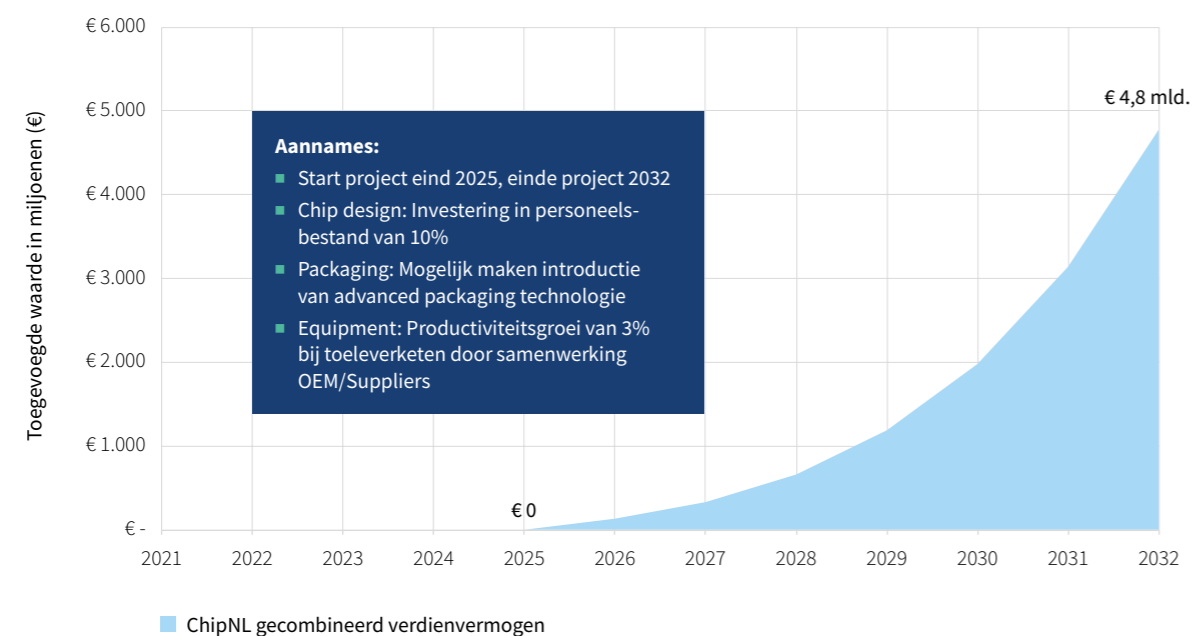 € 6.000
€ 5.000
€ 4.000
€ 3.000
€ 2.000
€ 1.000
€ -
Toegevoegde waarde in miljoenen (€)
Aannames:
Start project eind 2025, einde project 2032
Chip design: Investering in personeels-
bestand van 10%
Packaging: Mogelijk maken introductie
van advanced packaging technologie
Equipment: Productiviteitsgroei van 3%
bij toeleverketen door samenwerking
OEM/Suppliers
€ 0
€ 4,8 mld.
2021 2022 2023 2024 2025 2026 2027 2028 2029 2030 2031 2032
ChipNL gecombineerd verdienvermogen